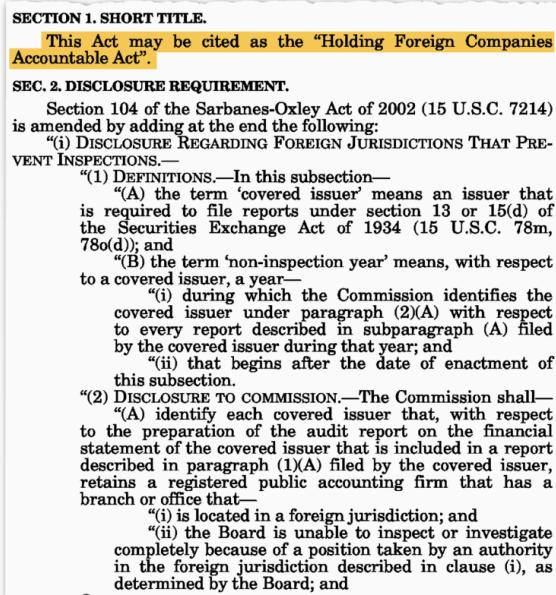 SECTION 1. SHORT TITLE.
This Act may be cited as the “Holding Foreign Companies
Accountable Act”.
SEC. 2. DISCLOSURE REQUIREMENT.
Section 104 of the Sarbanes-Oxley Act of 2002 (15 U.S.C. 7214)
is amended by adding at the end the following:
“(i) DISCLOSURE REGARDING FOREIGN JURISDICTIONS THAT PRE-
VENT INSPECTIONS.—
“(1) DEFINITIONS.—In this subsection—
“(A) the term ‘covered issuer’ means an issuer that
is required to file reports under section 13 or 15(d) of
the Securities Exchange Act of 1934 (15 U.S.C. 78m,
78o(d)); and
“(B) the term ‘non-inspection year’ means, with respect
to a covered issuer, a year—
“(i) during which the Commission identifies the
covered issuer under paragraph (2)(A) with respect
to every report described in subparagraph (A) filed
by the covered issuer during that year; and
“(ii) that begins after the date of enactment of
this subsection.
“(2) DISCLOSURE TO COMMISSION.—The Commission shall—
“(A) identify each covered issuer that, with respect
to the preparation of the audit report on the financial
statement of the covered issuer that is included in a report
described in paragraph (1)(A) filed by the covered issuer,
retains a registered public accounting firm that has a
branch or office that—
“(i) is located in a foreign jurisdiction; and
“(ii) the Board is unable to inspect or investigate
completely because of a position taken by an authority
in the foreign jurisdiction described in clause (i), as
determined by the Board; and